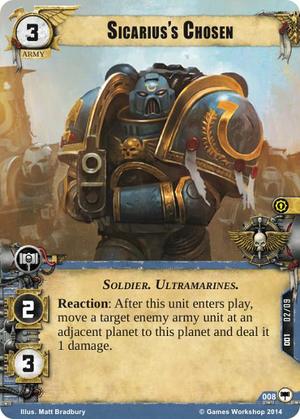 3
ARMY
SICARIUS'S CHOSEN
SOLDIER. ULTRAMARINES.
2
3
Reaction: After this unit enters play,
move a target enemy army unit at an
adjacent planet to this planet and deal it
1 damage.
001 02/09
008
Illus. Matt Bradbury
© Games Workshop 2014